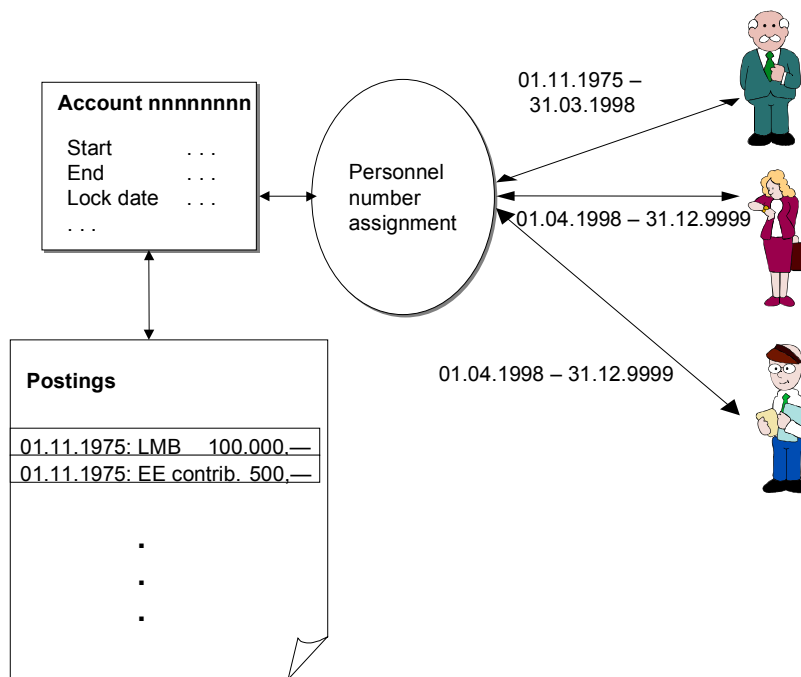 Account nnnnnnnn
Start . . .
End . . .
Lock date . . .
. . .
Personnel
number
assignment
01.11.1975 –
31.03.1998
01.04.1998 – 31.12.9999
01.04.1998 – 31.12.9999
Postings
01.11.1975: LMB 100.000,—
01.11.1975: EE contrib. 500,—
.
.
.